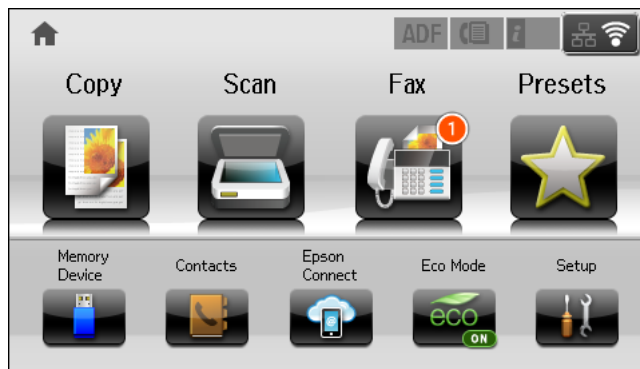 ADF i
Copy Scan Fax Presets
1
Memory Device Contacts Epson Connect Eco Mode Setup
@
eco
ON